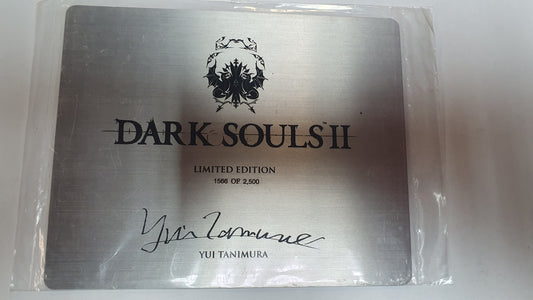 DARK SOULS II
LIMITED EDITION
1566 OF 2,500
Yui Tanimura
YUI TANIMURA